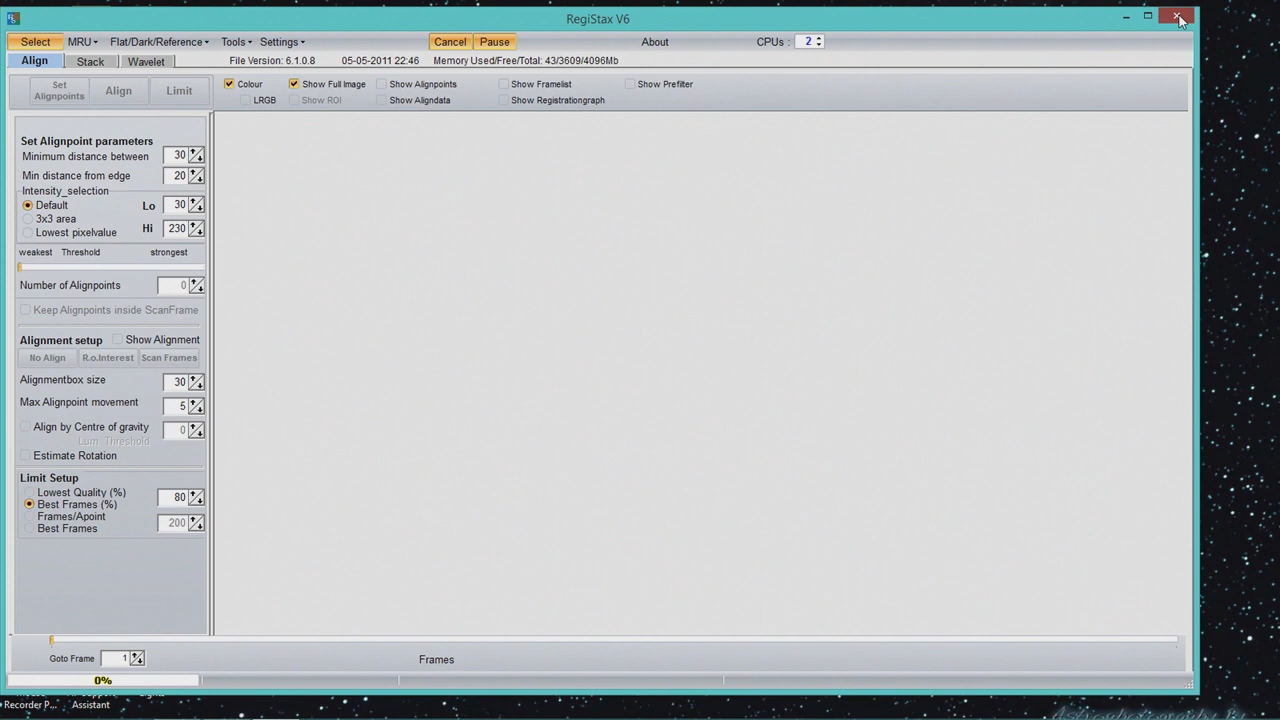 RegiStax V6
Select MRU Flat/Dark/Reference Tools Settings Cancel Pause About CPUs : 2
Align Stack Wavelet File Version: 6.1.0.8 05-05-2011 22:46 Memory Used/Free/Total: 43/3609/4096Mb
Set Alignpoints Align Limit
Colour Show Full Image Show Alignpoints Show Framelist Show Prefilter
LRGB Show ROI Show Aligndata Show Registrationgraph
Set Alignpoint parameters
Minimum distance between 30
Min distance from edge 20
Intensity_selection
Default Lo 30
3x3 area
Lowest pixelvalue Hi 230
weakest Threshold strongest
Number of Alignpoints 0
Keep Alignpoints inside ScanFrame
Alignment setup Show Alignment
No Align R.o.Interest Scan Frames
Alignmentbox size 30
Max Alignpoint movement 5
Align by Centre of gravity 0
Lum Threshold
Estimate Rotation
Limit Setup
Lowest Quality (%)
Best Frames (%) 80
Frames/Apoint
Best Frames 200
Goto Frame 1 Frames
0%
Recorder P... Assistant